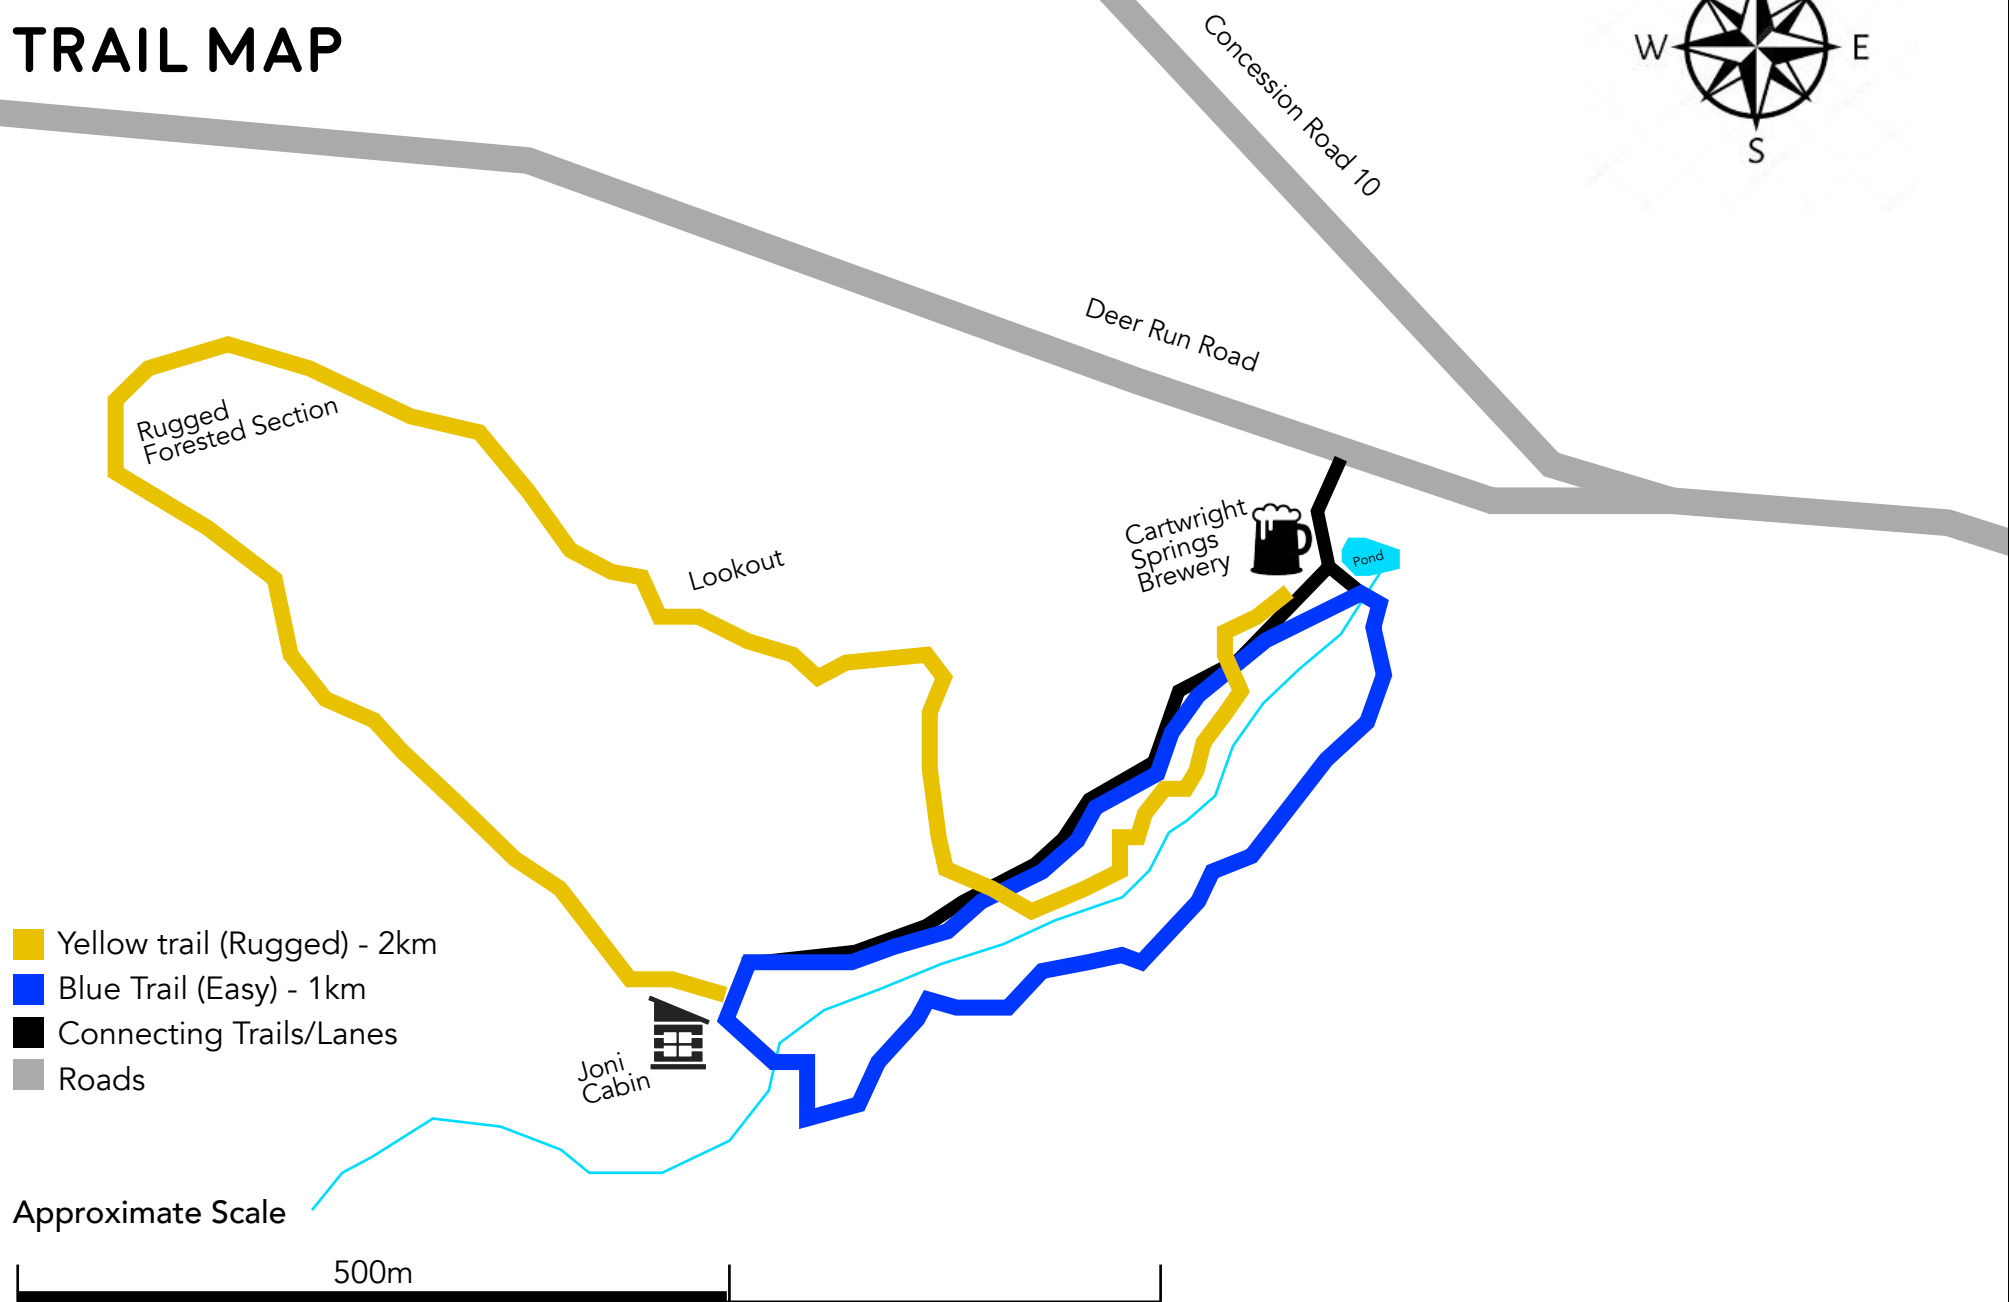 TRAIL MAP
Concession Road 10
W
E
S
Deer Run Road
Rugged
Forested Section
Lookout
Cartwright
Springs
Brewery
Pond
Yellow trail (Rugged) - 2km
Blue Trail (Easy) - 1km
Connecting Trails/Lanes
Roads
Joni
Cabin
Approximate Scale
500m